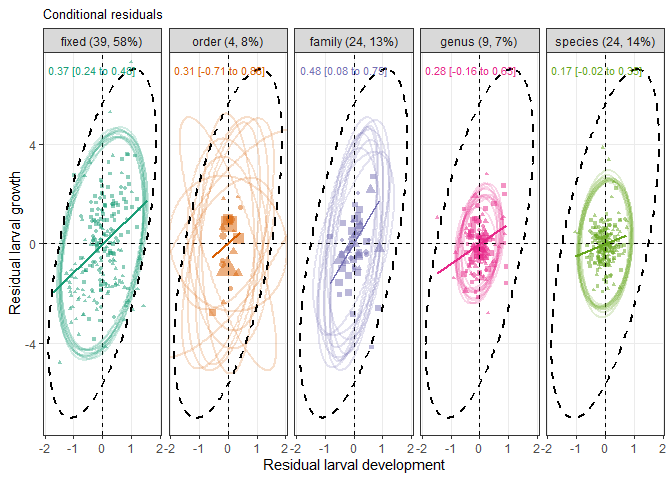 Conditional residuals
fixed (39, 58%) order (4, 8%) family (24, 13%) genus (9, 7%) species (24, 14%)
0.37 [0.24 to 0.48] 0.31 [-0.71 to 0.86] 0.48 [0.08 to 0.79] 0.28 [-0.16 to 0.65] 0.17 [-0.02 to 0.35]
4
0
-4
Residual larval growth
-2 -1 0 1 2 -2 -1 0 1 2 -2 -1 0 1 2 -2 -1 0 1 2 -2 -1 0 1 2
Residual larval development